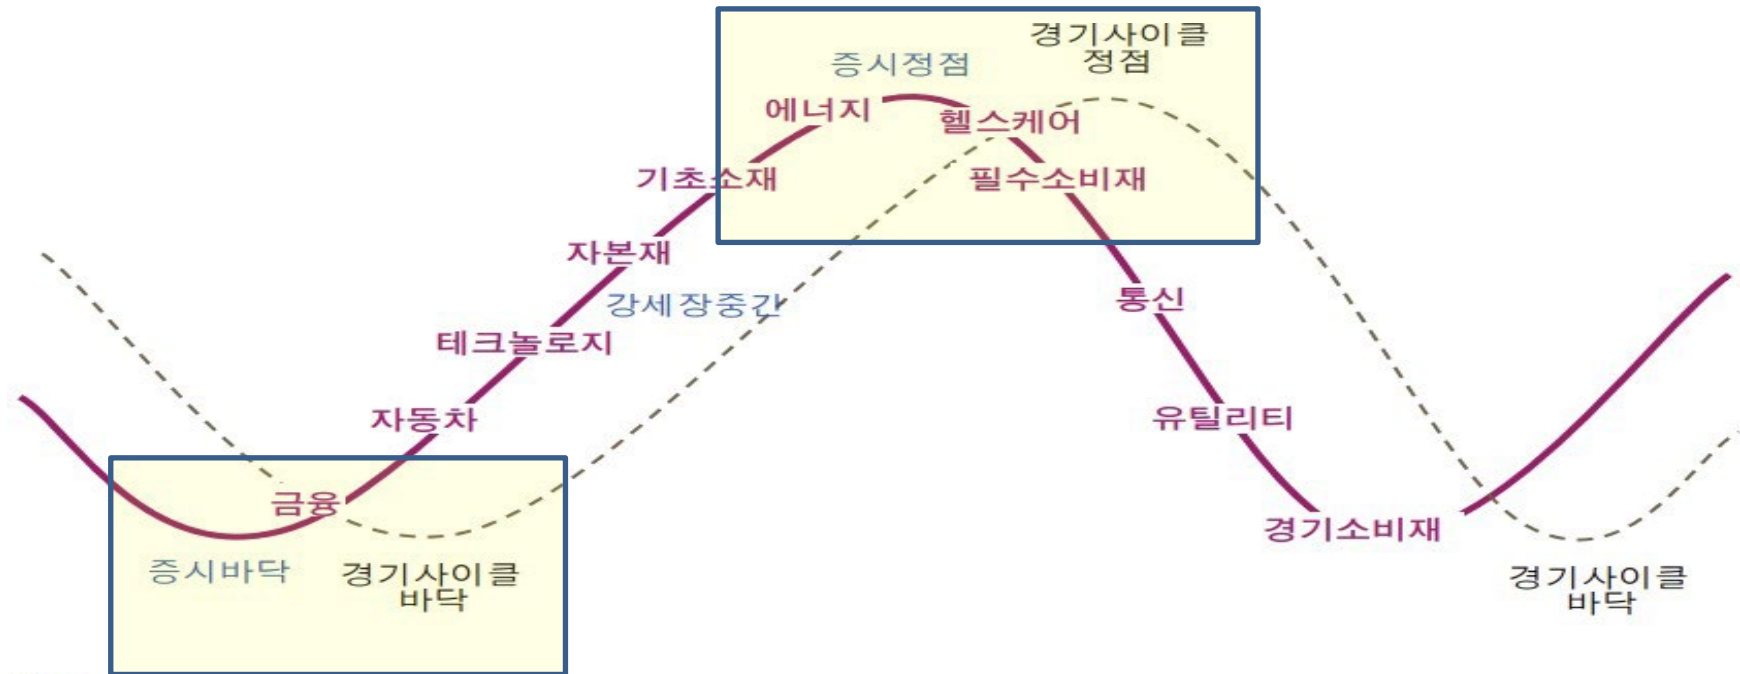 경기사이클
정점
증시정점
에너지
헬스케어
기초소재
필수소비재
자본재
강세장중간
통신
테크놀로지
자동차
유틸리티
금융
경기소비재
증시바닥
경기사이클
바닥
경기사이클
바닥